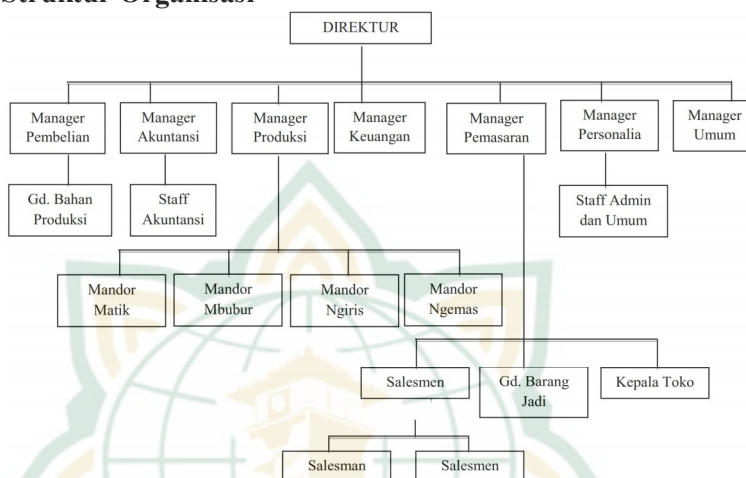 Struktur Organisasi
DIREKTUR
Manager
Pembelian
Manager
Akuntansi
Manager
Produksi
Manager
Keuangan
Manager
Pemasaran
Manager
Personalia
Manager
Umum
Gd. Bahan
Produksi
Staff
Akuntansi
Staff Admin
dan Umum
Mandor
Matik
Mandor
Mbubur
Mandor
Ngiris
Mandor
Ngemas
Salesmen
Gd. Barang
Jadi
Kepala Toko
Salesman
Salesmen